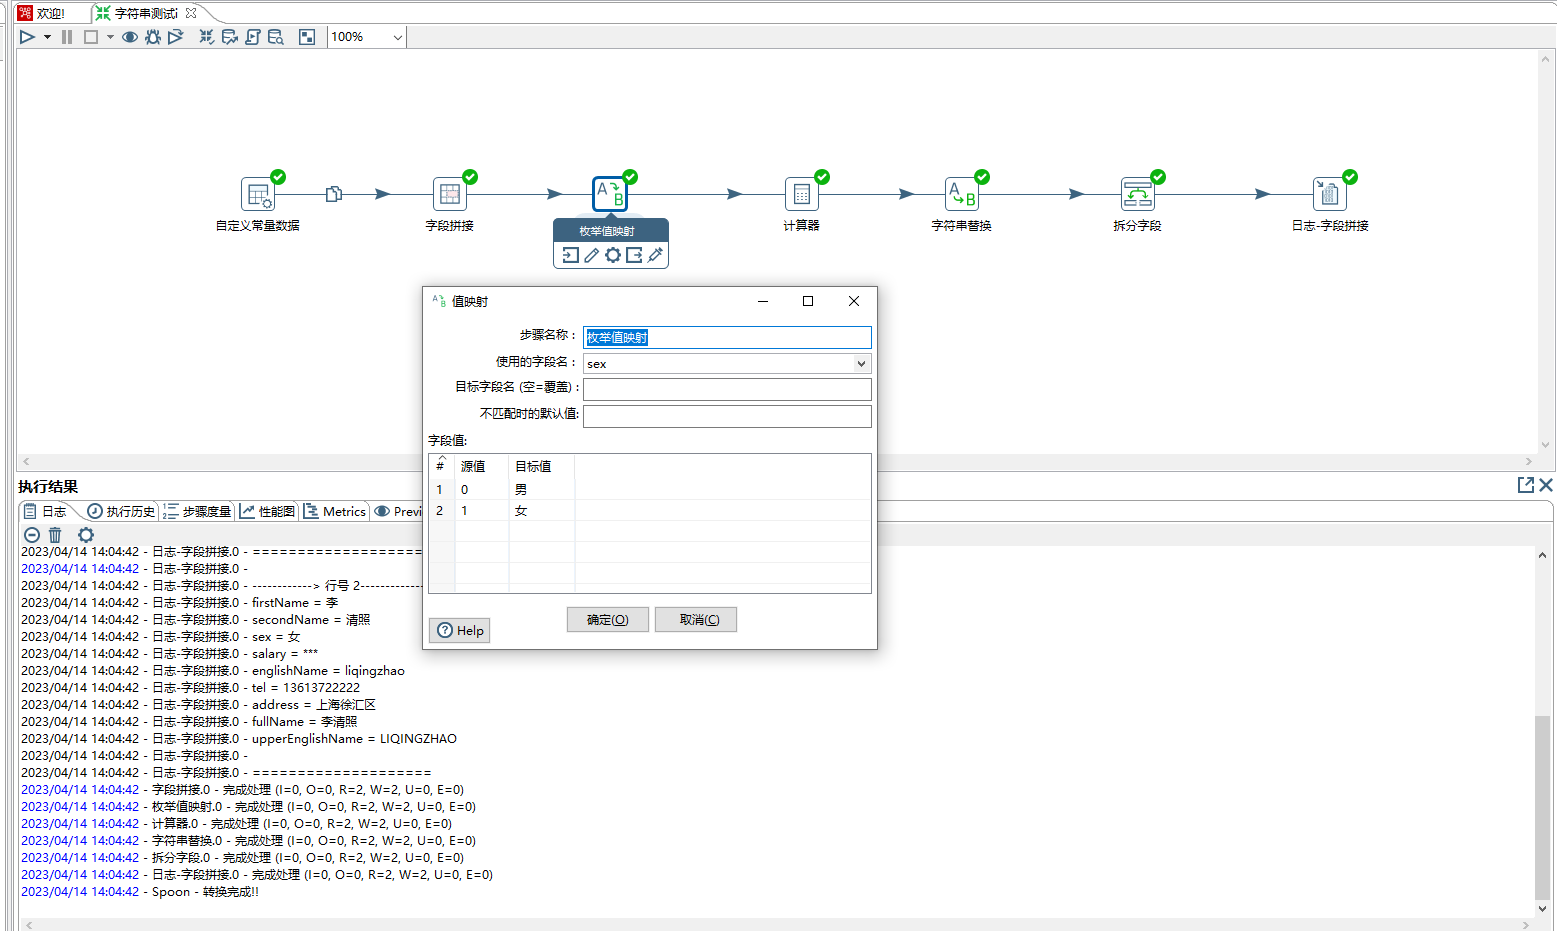 欢迎!
字符串测试i
100%
自定义常量数据
字段拼接
枚举值映射
计算器
字符串替换
拆分字段
日志-字段拼接
值映射
步骤名称：
枚举值映射
使用的字段名：
sex
目标字段名 (空=覆盖)：
不匹配时的默认值:
字段值:
# 源值 目标值
1 0 男
2 1 女
Help
确定(O)
取消(C)
执行结果
日志
执行历史
步骤度量
性能图
Metrics
Previ
2023/04/14 14:04:42 - 日志-字段拼接.0 - ===================
2023/04/14 14:04:42 - 日志-字段拼接.0 -
2023/04/14 14:04:42 - 日志-字段拼接.0 - ------------> 行号 2-------------
2023/04/14 14:04:42 - 日志-字段拼接.0 - firstName = 李
2023/04/14 14:04:42 - 日志-字段拼接.0 - secondName = 清照
2023/04/14 14:04:42 - 日志-字段拼接.0 - sex = 女
2023/04/14 14:04:42 - 日志-字段拼接.0 - salary = ***
2023/04/14 14:04:42 - 日志-字段拼接.0 - englishName = liqingzhao
2023/04/14 14:04:42 - 日志-字段拼接.0 - tel = 13613722222
2023/04/14 14:04:42 - 日志-字段拼接.0 - address = 上海徐汇区
2023/04/14 14:04:42 - 日志-字段拼接.0 - fullName = 李清照
2023/04/14 14:04:42 - 日志-字段拼接.0 - upperEnglishName = LIQINGZHAO
2023/04/14 14:04:42 - 日志-字段拼接.0 -
2023/04/14 14:04:42 - 日志-字段拼接.0 - ====================
2023/04/14 14:04:42 - 字段拼接.0 - 完成处理 (I=0, O=0, R=2, W=2, U=0, E=0)
2023/04/14 14:04:42 - 枚举值映射.0 - 完成处理 (I=0, O=0, R=2, W=2, U=0, E=0)
2023/04/14 14:04:42 - 计算器.0 - 完成处理 (I=0, O=0, R=2, W=2, U=0, E=0)
2023/04/14 14:04:42 - 字符串替换.0 - 完成处理 (I=0, O=0, R=2, W=2, U=0, E=0)
2023/04/14 14:04:42 - 拆分字段.0 - 完成处理 (I=0, O=0, R=2, W=2, U=0, E=0)
2023/04/14 14:04:42 - 日志-字段拼接.0 - 完成处理 (I=0, O=0, R=2, W=2, U=0, E=0)
2023/04/14 14:04:42 - Spoon - 转换完成!!